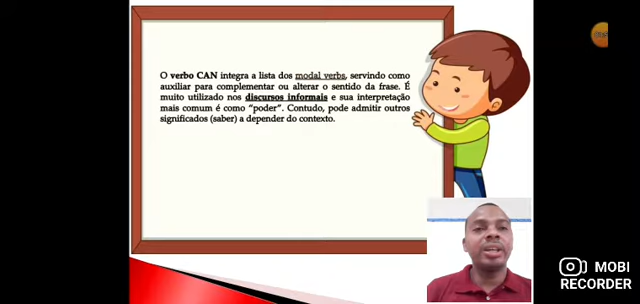 O verbo CAN integra a lista dos modal verbs, servindo como
auxiliar para complementar ou alterar o sentido da frase. É
muito utilizado nos discursos informais e sua interpretação
mais comum é como “poder”. Contudo, pode admitir outros
significados (saber) a depender do contexto.
MOBI
RECORDER